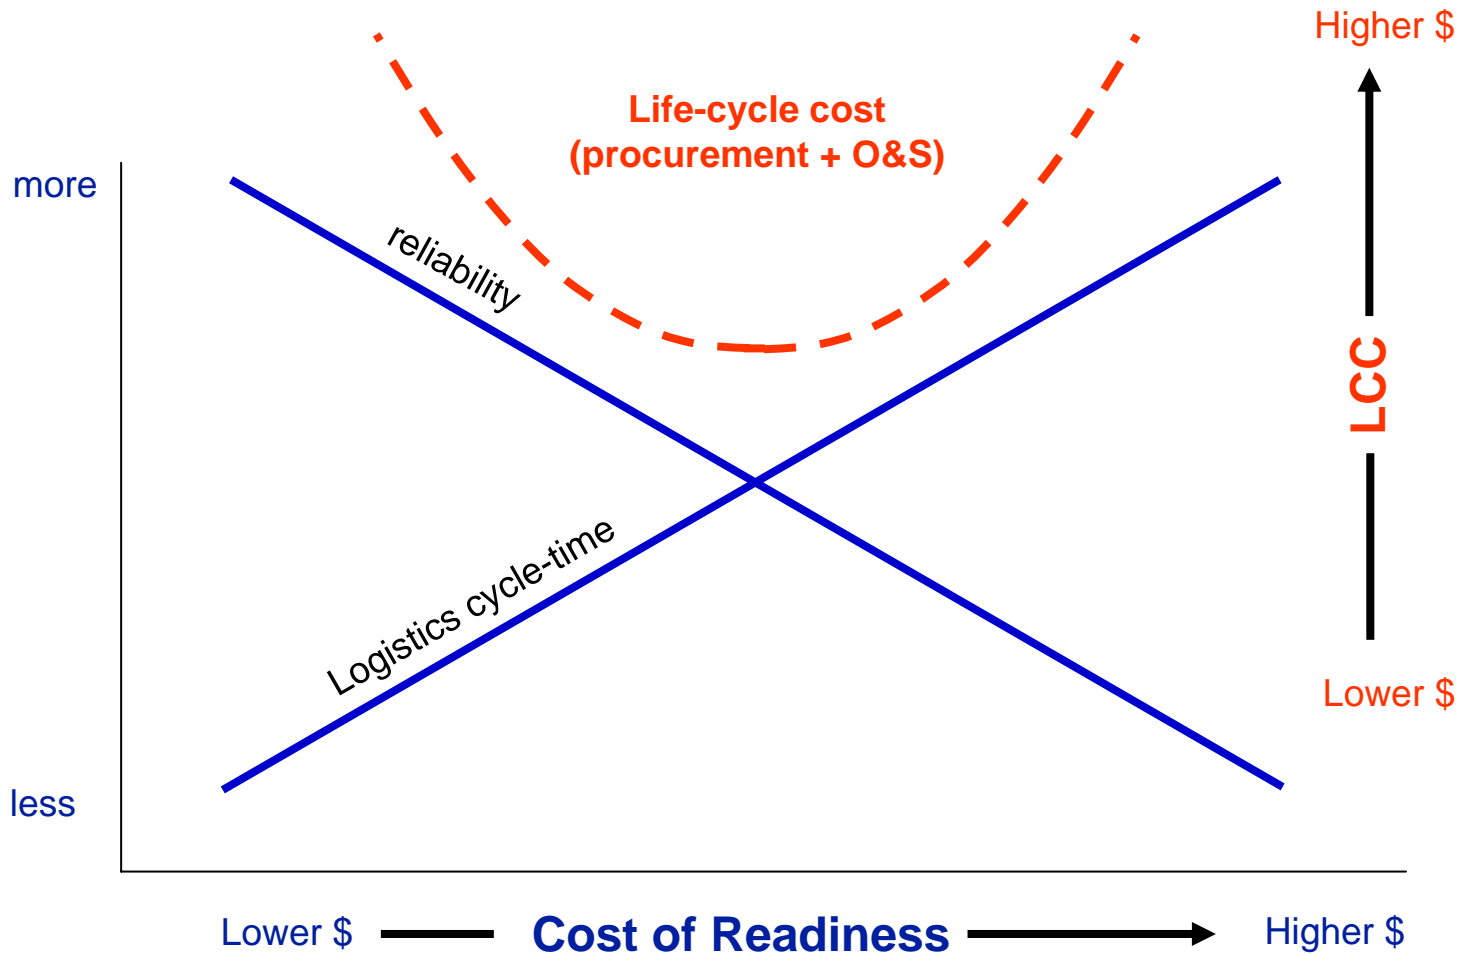 Higher $
Life-cycle cost
(procurement + O&S)
more
reliability
LCC
Logistics cycle-time
Lower $
less
Lower $
Cost of Readiness
Higher $